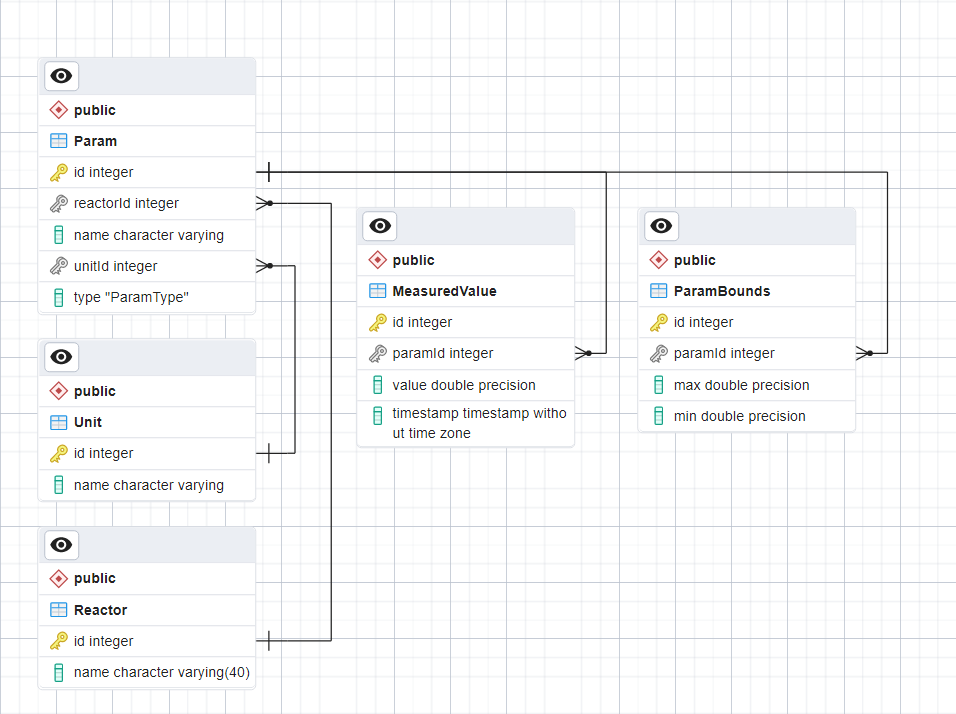 public
Param
id integer
reactorId integer
name character varying
unitId integer
type "ParamType"
public
Unit
id integer
name character varying
public
Reactor
id integer
name character varying(40)
public
MeasuredValue
id integer
paramId integer
value double precision
timestamp timestamp witho
ut time zone
public
ParamBounds
id integer
paramId integer
max double precision
min double precision